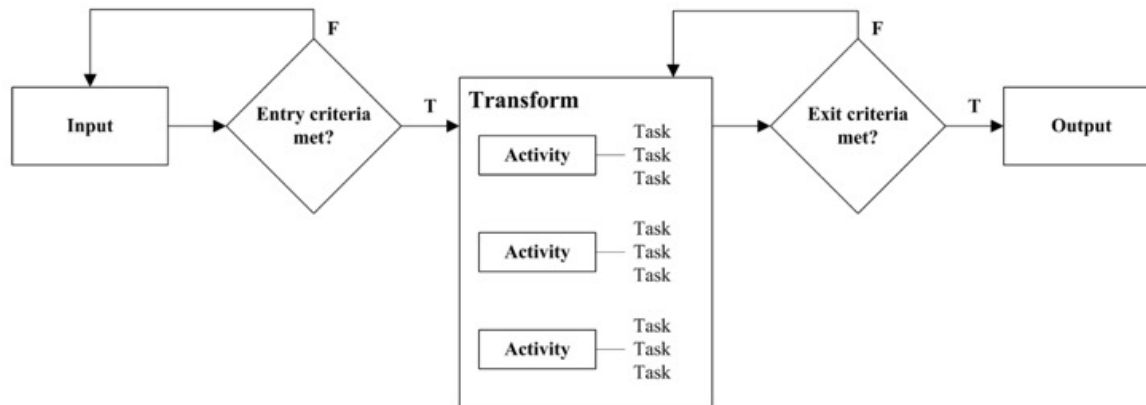 F
F
Input
Entry criteria
met?
T
Transform
Activity
Task
Task
Task
Activity
Task
Task
Task
Activity
Task
Task
Task
Exit criteria
met?
T
Output